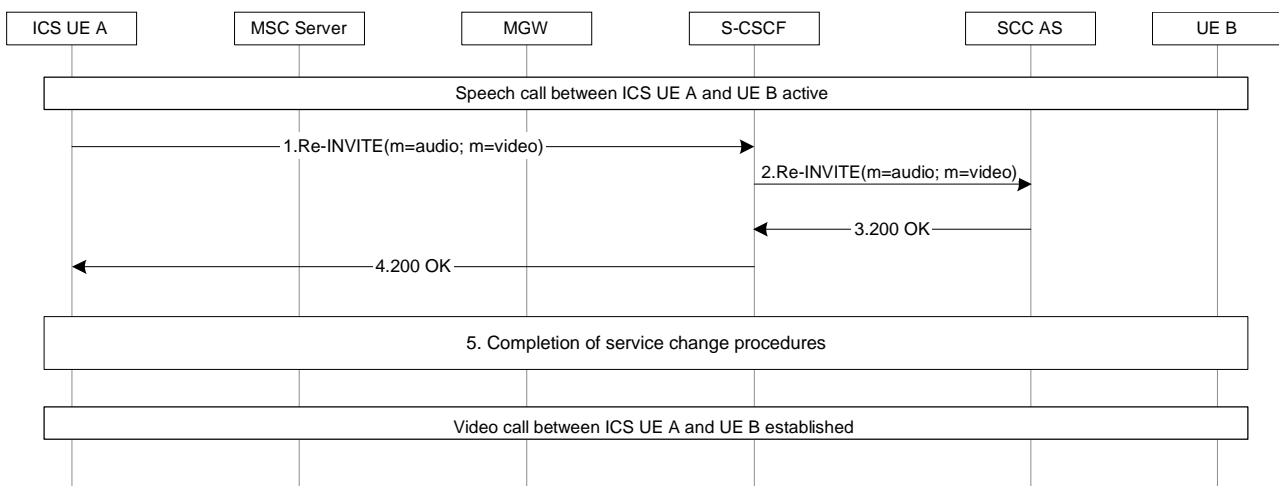 ICS UE A
MSC Server
MGW
S-CSCF
SCC AS
UE B
Speech call between ICS UE A and UE B active
1.Re-INVITE(m=audio; m=video)
2.Re-INVITE(m=audio; m=video)
3.200 OK
4.200 OK
5. Completion of service change procedures
Video call between ICS UE A and UE B established